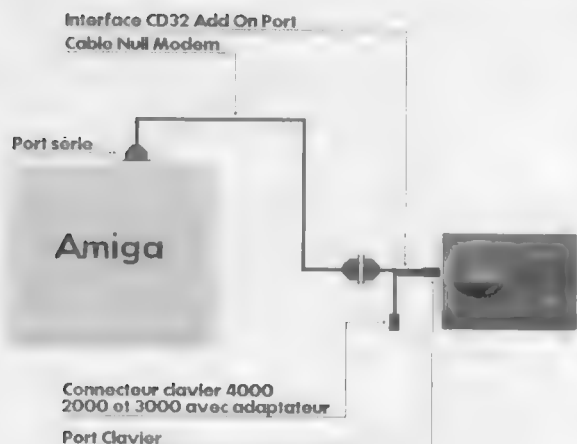 Interface CD32 Add On Port
Cable Null Modem
Port série
Amiga
Connecteur clavier 4000
2000 et 3000 avec adaptateur
Port Clavier